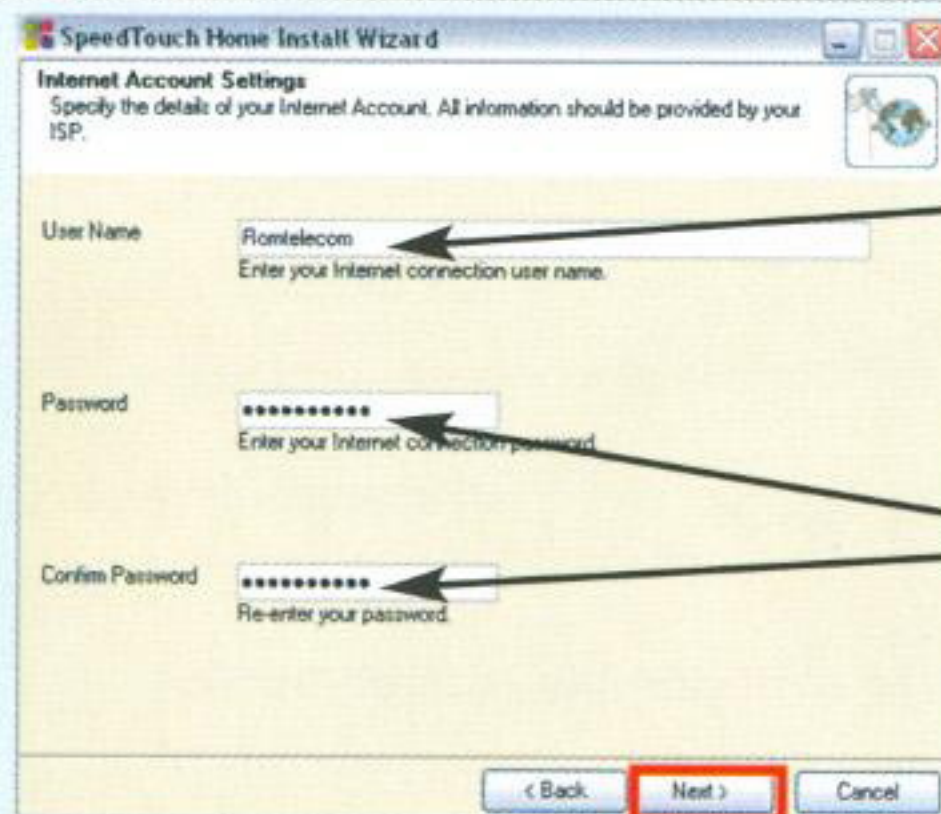 SpeedTouch Home Install Wizard
Internet Account Settings
Specify the details of your Internet Account. All information should be provided by your
ISP.
User Name
Romtelecom
Enter your Internet connection user name.
Password
••••••••••
Enter your Internet connection password.
Confirm Password
••••••••••
Re-enter your password.
< Back
Next >
Cancel